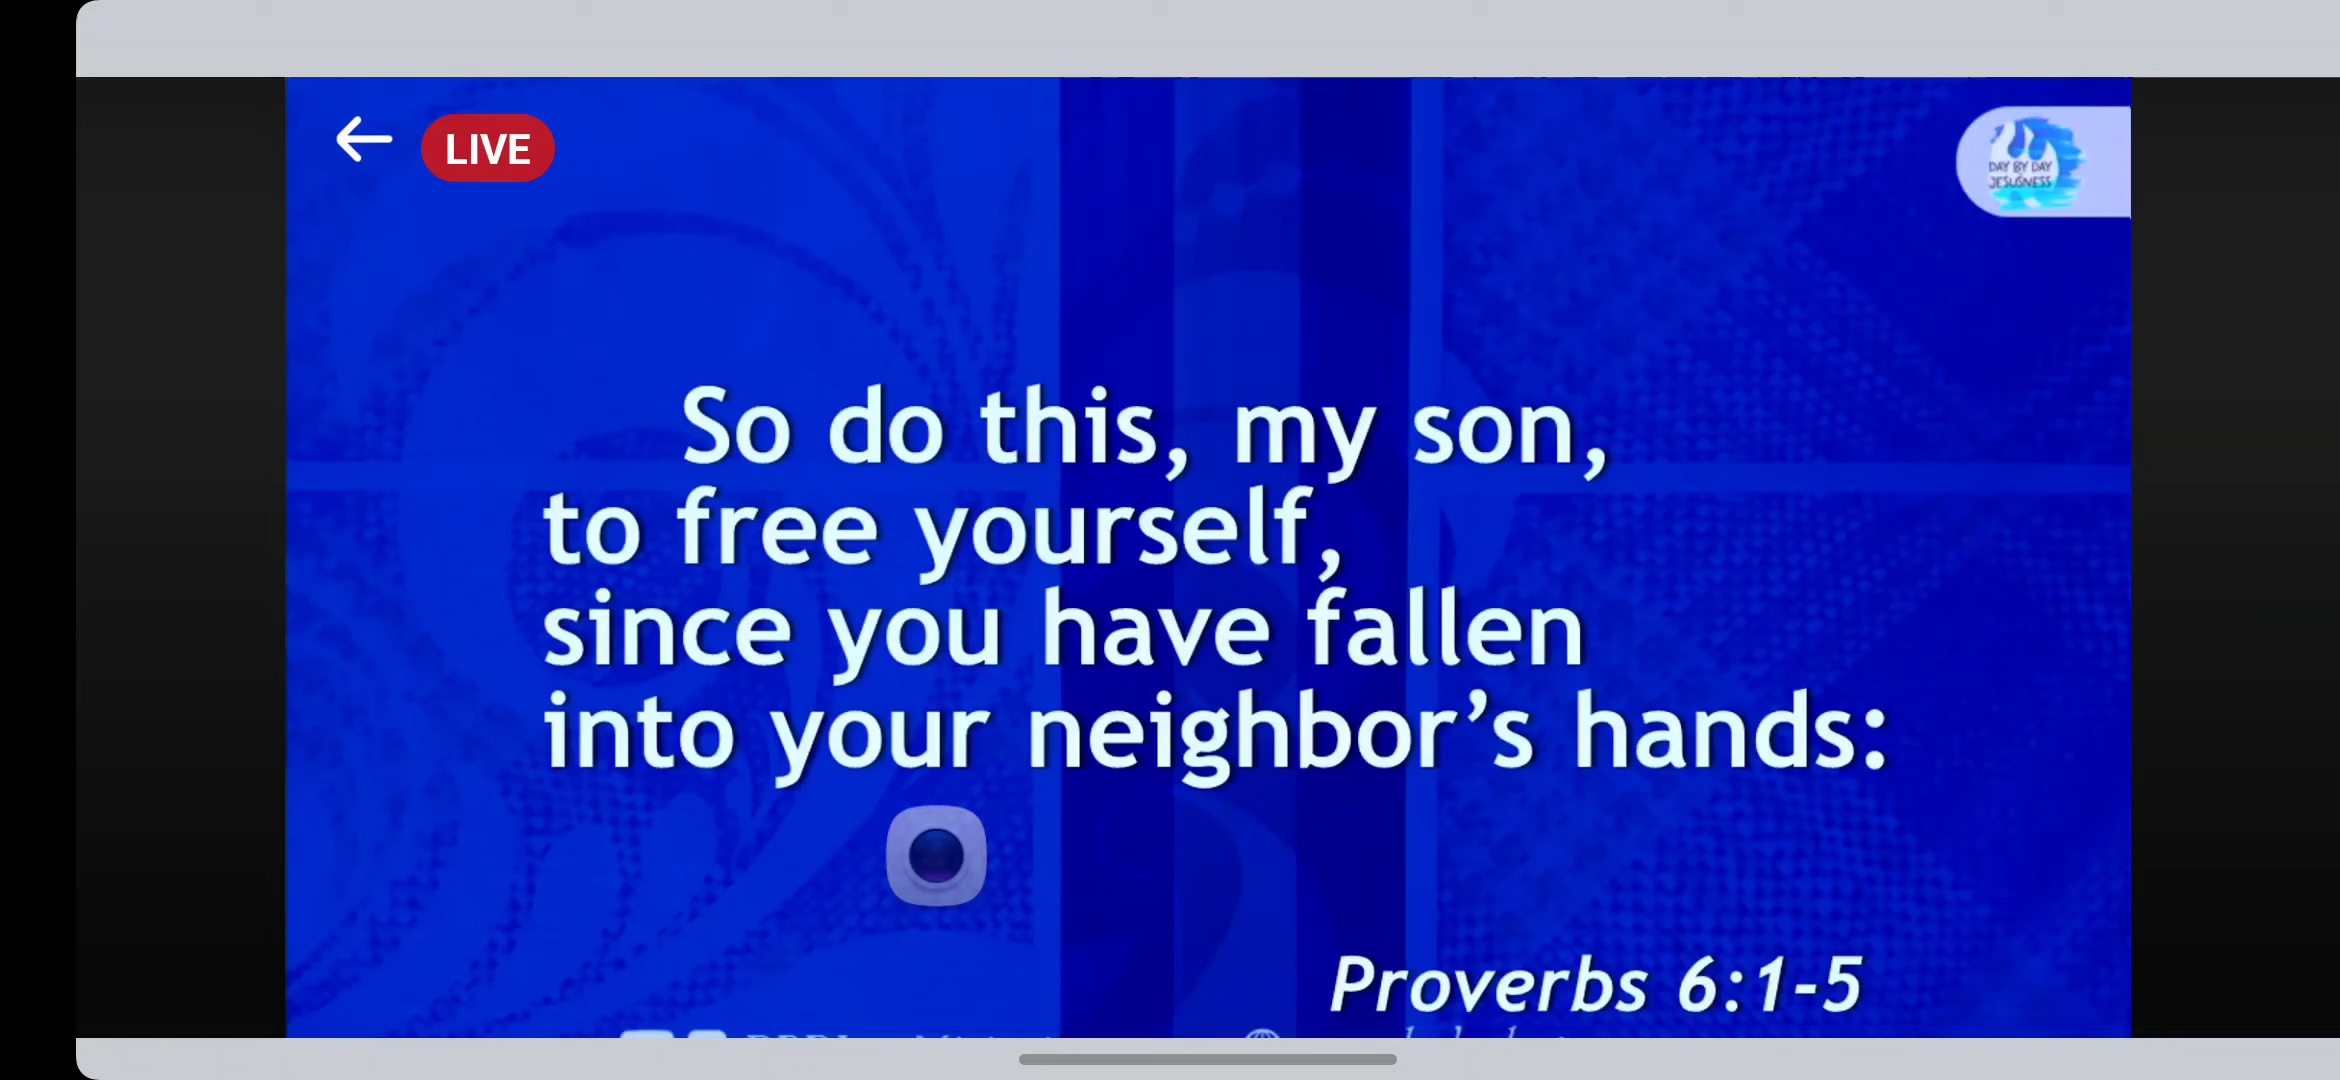 LIVE
DAY BY DAY
JESUSNESS
So do this, my son,
to free yourself,
since you have fallen
into your neighbor’s hands:
Proverbs 6:1-5